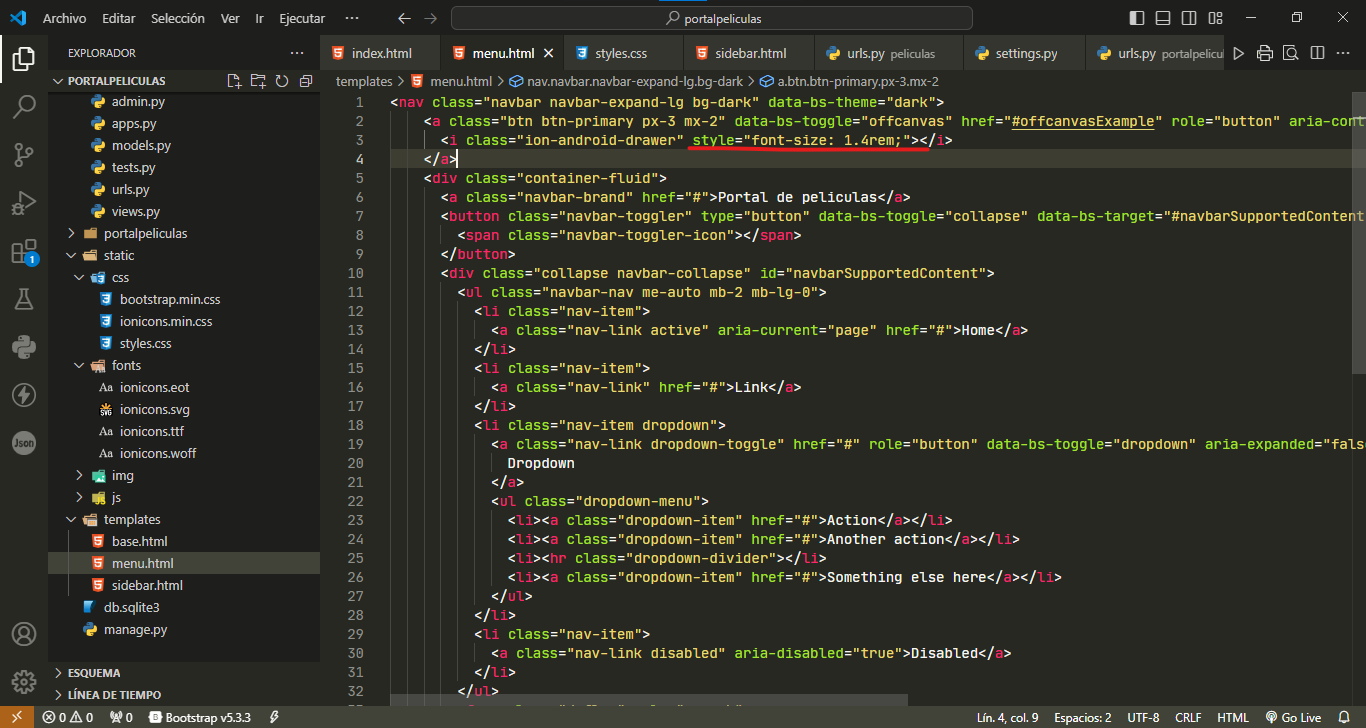 Archivo Editar Selección Ver Ir Ejecutar ··· portalpeliculas
EXPLORADOR
index.html menu.html styles.css sidebar.html urls.py peliculas settings.py urls.py portalpelicul
PORTALPELICULAS
templates > menu.html > nav.navbar.navbar-expand-lg.bg-dark > a.btn.btn-primary.px-3.mx-2
admin.py
apps.py
models.py
tests.py
urls.py
views.py
portalpeliculas
static
css
bootstrap.min.css
ionicons.min.css
styles.css
fonts
Aa ionicons.eot
SVG ionicons.svg
Aa ionicons.ttf
Aa ionicons.woff
img
js
templates
base.html
menu.html
sidebar.html
db.sqlite3
manage.py
ESQUEMA
LÍNEA DE TIEMPO
Json
1
1 <nav class="navbar navbar-expand-lg bg-dark" data-bs-theme="dark">
2 <a class="btn btn-primary px-3 mx-2" data-bs-toggle="offcanvas" href="#offcanvasExample" role="button" aria-cont
3 <i class="ion-android-drawer" style="font-size: 1.4rem;"></i>
4 </a>
5 <div class="container-fluid">
6 <a class="navbar-brand" href="#">Portal de peliculas</a>
7 <button class="navbar-toggler" type="button" data-bs-toggle="collapse" data-bs-target="#navbarSupportedContent
8 <span class="navbar-toggler-icon"></span>
9 </button>
10 <div class="collapse navbar-collapse" id="navbarSupportedContent">
11 <ul class="navbar-nav me-auto mb-2 mb-lg-0">
12 <li class="nav-item">
13 <a class="nav-link active" aria-current="page" href="#">Home</a>
14 </li>
15 <li class="nav-item">
16 <a class="nav-link" href="#">Link</a>
17 </li>
18 <li class="nav-item dropdown">
19 <a class="nav-link dropdown-toggle" href="#" role="button" data-bs-toggle="dropdown" aria-expanded="fals
20 Dropdown
21 </a>
22 <ul class="dropdown-menu">
23 <li><a class="dropdown-item" href="#">Action</a></li>
24 <li><a class="dropdown-item" href="#">Another action</a></li>
25 <li><hr class="dropdown-divider"></li>
26 <li><a class="dropdown-item" href="#">Something else here</a></li>
27 </ul>
28 </li>
29 <li class="nav-item">
30 <a class="nav-link disabled" aria-disabled="true">Disabled</a>
31 </li>
32 </ul>
0 0 0 Bootstrap v5.3.3 Lín. 4, col. 9 Espacios: 2 UTF-8 CRLF HTML Go Live